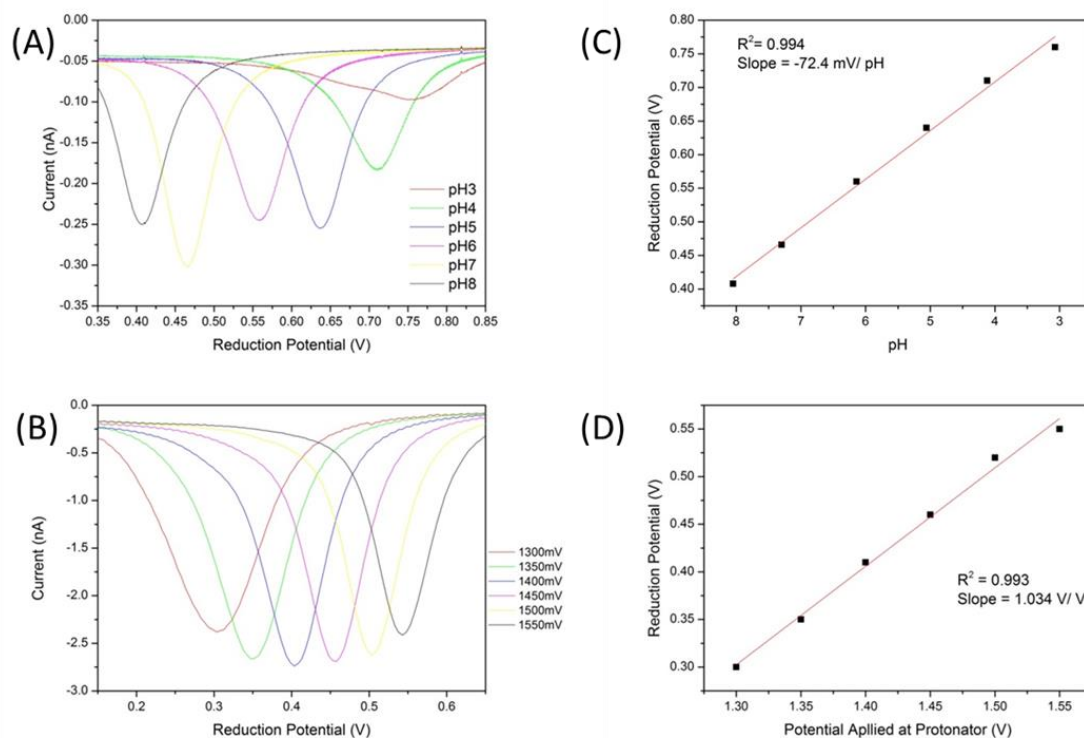 (A)
0.00
-0.05
-0.10
-0.15
-0.20
-0.25
-0.30
-0.35
Current (nA)
pH3
pH4
pH5
pH6
pH7
pH8
0.35 0.40 0.45 0.50 0.55 0.60 0.65 0.70 0.75 0.80 0.85
Reduction Potential (V)
(C)
0.80
0.75
0.70
0.65
0.60
0.55
0.50
0.45
0.40
Reduction Potential (V)
R²= 0.994
Slope = -72.4 mV/ pH
8 7 6 5 4 3
pH
(B)
0.0
-0.5
-1.0
-1.5
-2.0
-2.5
-3.0
Current (nA)
1300mV
1350mV
1400mV
1450mV
1500mV
1550mV
0.2 0.3 0.4 0.5 0.6
Reduction Potential (V)
(D)
0.55
0.50
0.45
0.40
0.35
0.30
Reduction Potential (V)
R² = 0.993
Slope = 1.034 V/ V
1.30 1.35 1.40 1.45 1.50 1.55
Potential Apllied at Protonator (V)